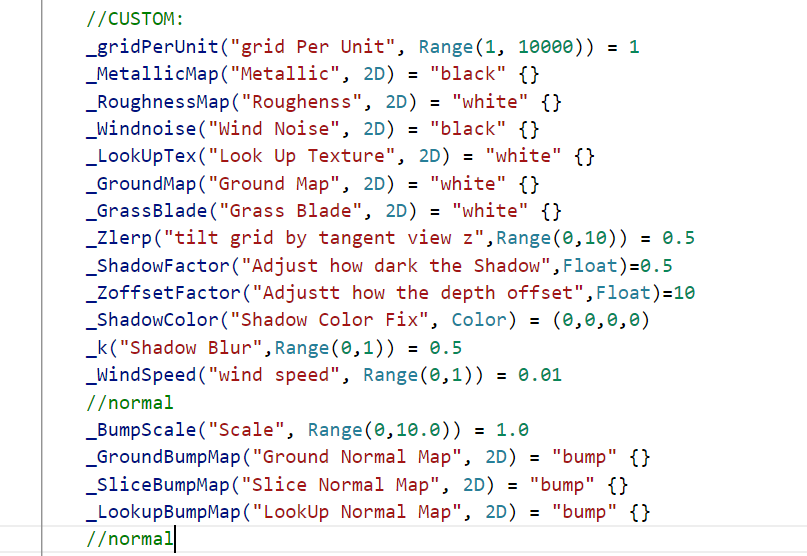 //CUSTOM:
_gridPerUnit("grid Per Unit", Range(1, 10000)) = 1
_MetallicMap("Metallic", 2D) = "black" {}
_RoughnessMap("Roughenss", 2D) = "white" {}
_Windnoise("Wind Noise", 2D) = "black" {}
_LookUpTex("Look Up Texture", 2D) = "white" {}
_GroundMap("Ground Map", 2D) = "white" {}
_GrassBlade("Grass Blade", 2D) = "white" {}
_Zlerp("tilt grid by tangent view z",Range(0,10)) = 0.5
_ShadowFactor("Adjust how dark the Shadow",Float)=0.5
_ZoffsetFactor("Adjustt how the depth offset",Float)=10
_ShadowColor("Shadow Color Fix", Color) = (0,0,0,0)
_k("Shadow Blur",Range(0,1)) = 0.5
_WindSpeed("wind speed", Range(0,1)) = 0.01
//normal
_BumpScale("Scale", Range(0,10.0)) = 1.0
_GroundBumpMap("Ground Normal Map", 2D) = "bump" {}
_SliceBumpMap("Slice Normal Map", 2D) = "bump" {}
_LookupBumpMap("LookUp Normal Map", 2D) = "bump" {}
//normal